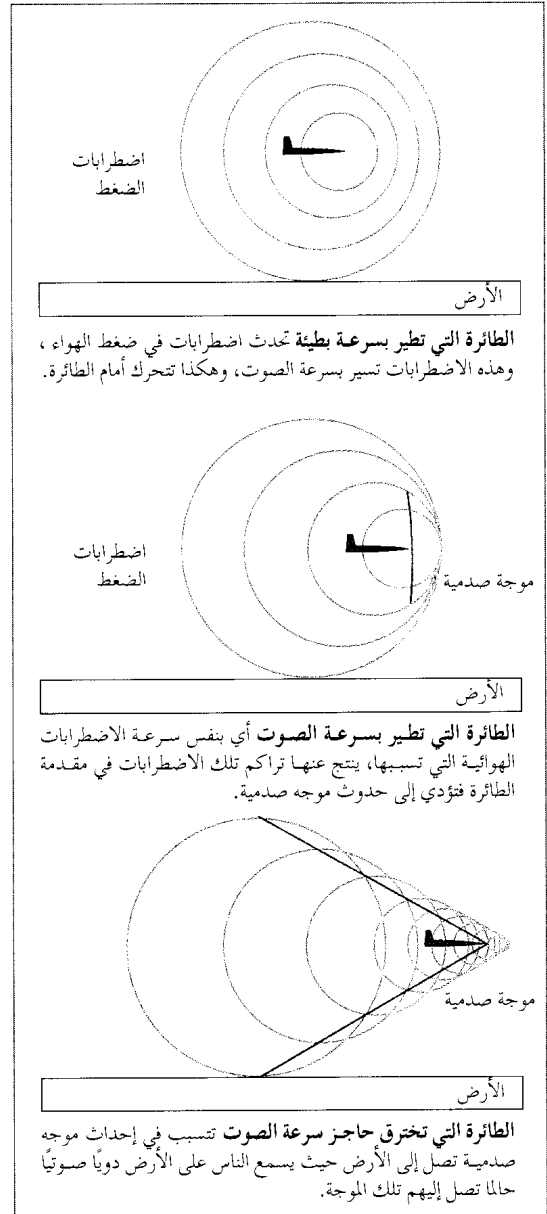 اضطرابات
الضغط
الأرض
الطائرة التي تطير بسرعة بطيئة تحدث اضطرابات في ضغط الهواء ،
وهذه الاضطرابات تسير بسرعة الصوت، وهكذا تتحرك أمام الطائرة.
اضطرابات
الضغط
موجة صدمية
الأرض
الطائرة التي تطير بسرعة الصوت أي بنفس سرعة الاضطرابات
الهوائية التي تسببها، ينتج عنها تراكم تلك الاضطرابات في مقدمة
الطائرة فتؤدي إلى حدوث موجه صدمية.
موجة صدمية
الأرض
الطائرة التي تخترق حاجز سرعة الصوت تتسبب في إحداث موجه
صدمية تصل إلى الأرض حيث يسمع الناس على الأرض دويًا صوتيًا
حالما تصل إليهم تلك الموجة.